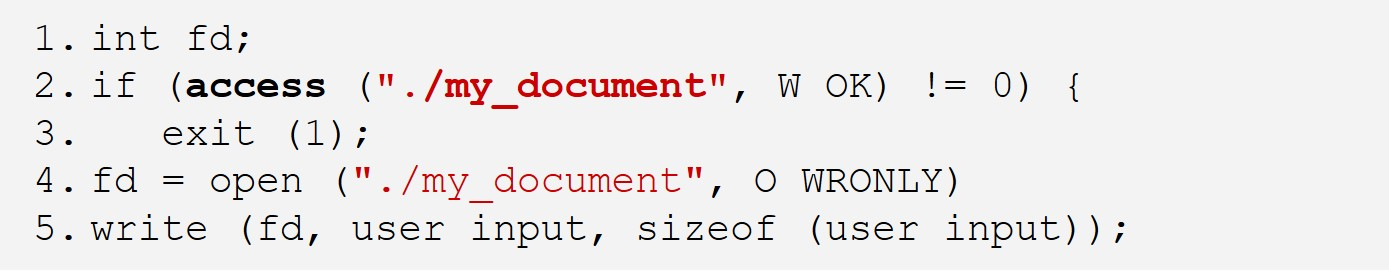 1. int fd;
2. if (access ("./my_document", W OK) != 0) {
3. exit (1);
4. fd = open ("./my_document", O WRONLY)
5. write (fd, user input, sizeof (user input));